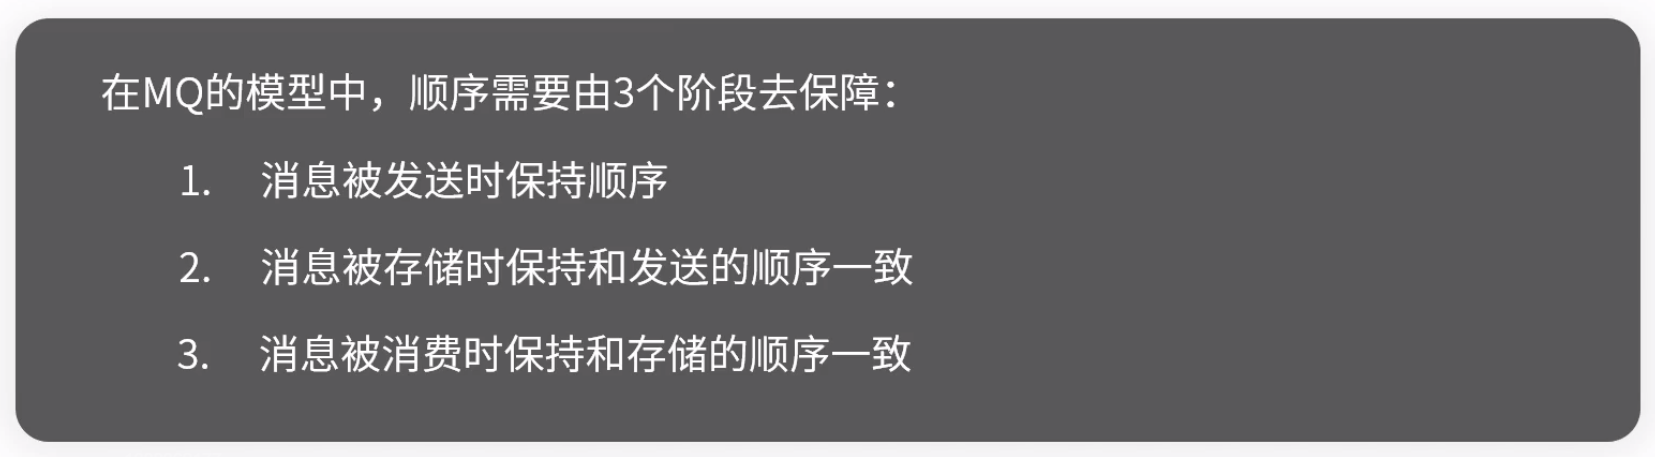 在MQ的模型中，顺序需要由3个阶段去保障：
1. 消息被发送时保持顺序
2. 消息被存储时保持和发送的顺序一致
3. 消息被消费时保持和存储的顺序一致